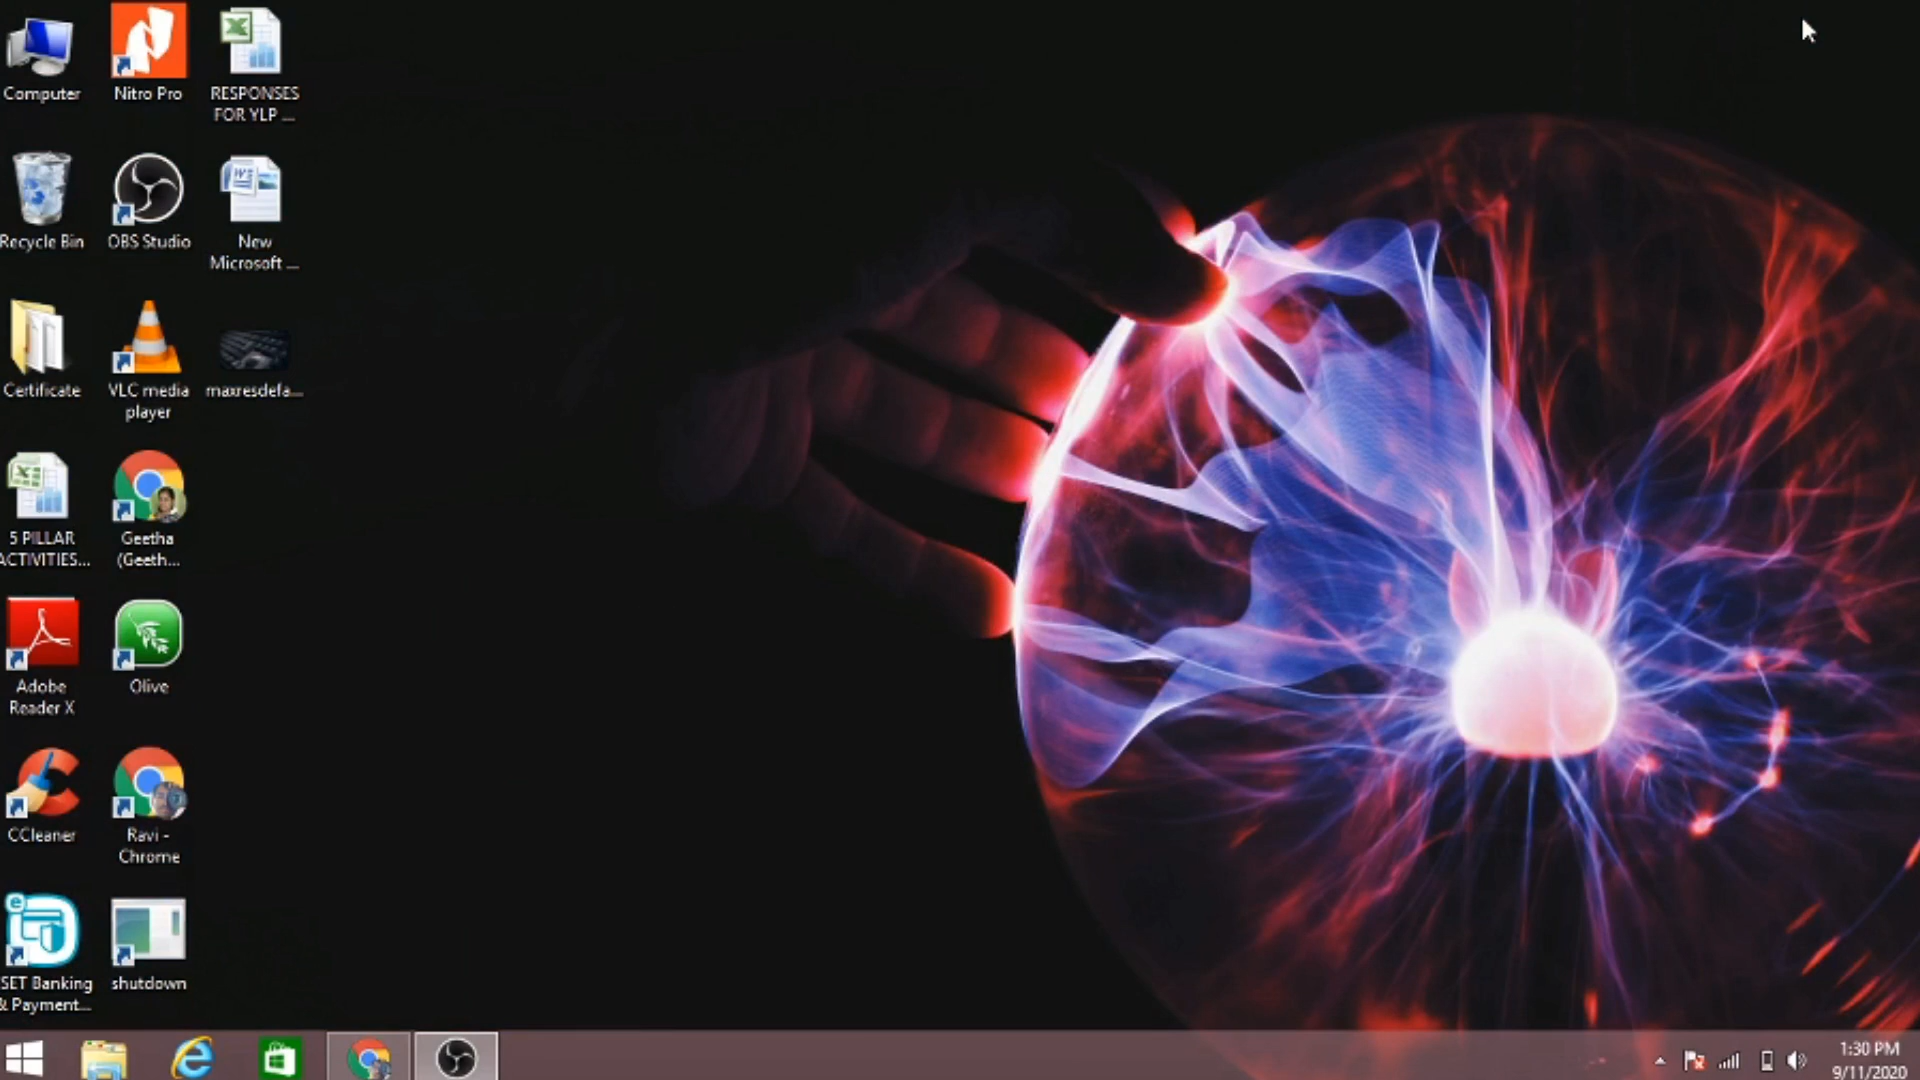 Computer
Nitro Pro
RESPONSES
FOR YLP ...
Recycle Bin
OBS Studio
New
Microsoft ...
Certificate
VLC media
player
maxresdefa...
5 PILLAR
ACTIVITIES...
Geetha
(Geeth...
Adobe
Reader X
Olive
CCleaner
Ravi -
Chrome
SET Banking
& Payment...
shutdown
1:30 PM
9/11/2020